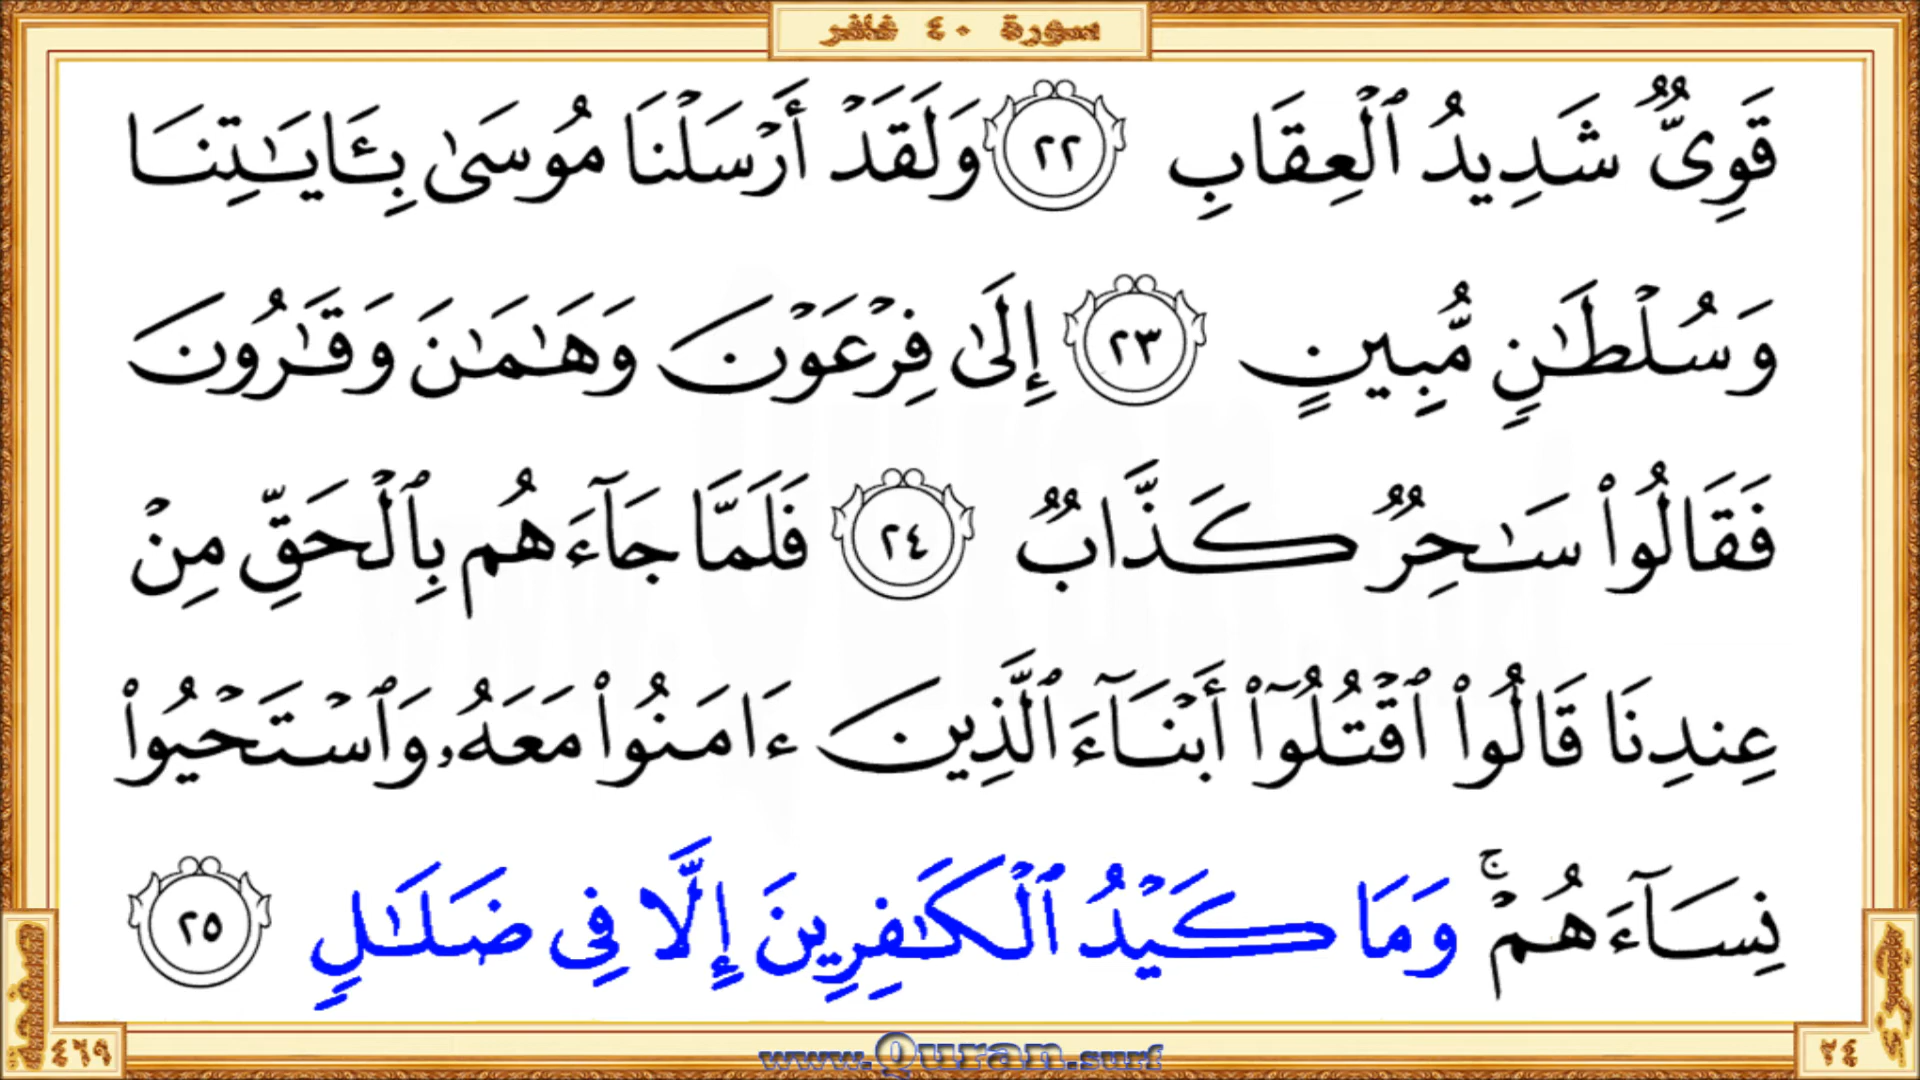 سورة ٤٠ غافر
قَوِىٌّ شَدِيدُ ٱلْعِقَابِ ٢٢ وَلَقَدْ أَرْسَلْنَا مُوسَىٰ بِـَٔايَـٰتِنَا
وَسُلْطَـٰنٍ مُّبِينٍ ٢٣ إِلَىٰ فِرْعَوْنَ وَهَـٰمَـٰنَ وَقَـٰرُونَ
فَقَالُوا۟ سَـٰحِرٌ كَذَّابٌ ٢٤ فَلَمَّا جَآءَهُم بِٱلْحَقِّ مِنْ
عِندِنَا قَالُوا۟ ٱقْتُلُوٓا۟ أَبْنَآءَ ٱلَّذِينَ ءَامَنُوا۟ مَعَهُۥ وَٱسْتَحْيُوا۟
نِسَآءَهُمْ ۚ وَمَا كَيْدُ ٱلْكَـٰفِرِينَ إِلَّا فِى ضَلَـٰلٍ ٢٥
٢٤
www.Quran.surf
الصفحة ٤٦٩